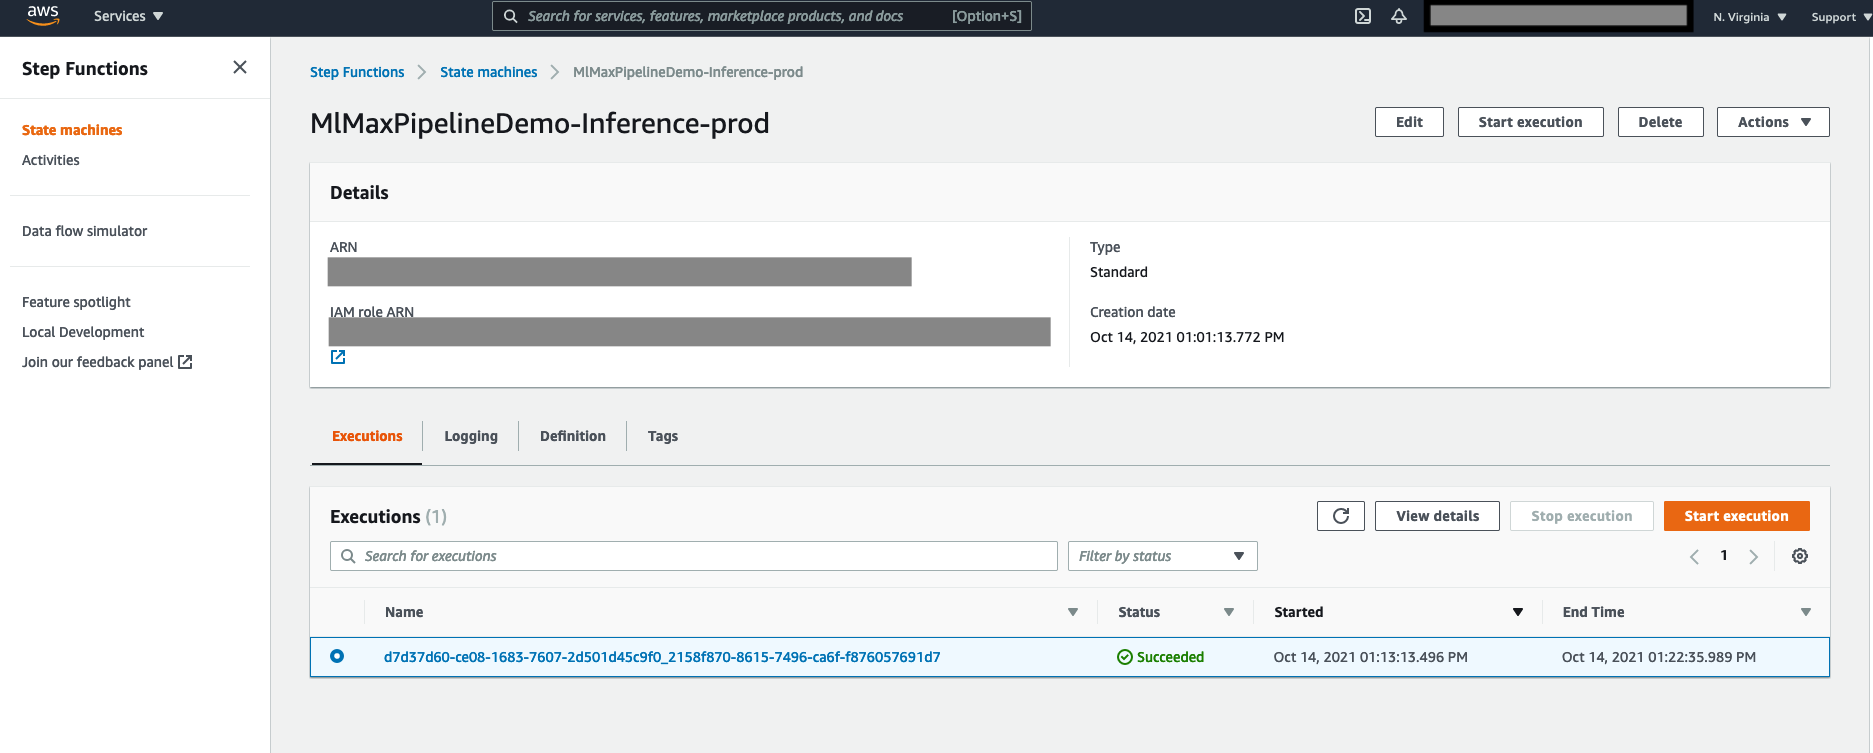 aws
Services
Search for services, features, marketplace products, and docs [Option+S]
N. Virginia
Support
Step Functions
State machines
Activities
Data flow simulator
Feature spotlight
Local Development
Join our feedback panel
Step Functions State machines MlMaxPipelineDemo-Inference-prod
MlMaxPipelineDemo-Inference-prod
Edit Start execution Delete Actions
Details
ARN
IAM role ARN
Type
Standard
Creation date
Oct 14, 2021 01:01:13.772 PM
Executions Logging Definition Tags
Executions (1)
View details Stop execution Start execution
Search for executions Filter by status 1
Name Status Started End Time
d7d37d60-ce08-1683-7607-2d501d45c9f0_2158f870-8615-7496-ca6f-f876057691d7 Succeeded Oct 14, 2021 01:13:13.496 PM Oct 14, 2021 01:22:35.989 PM